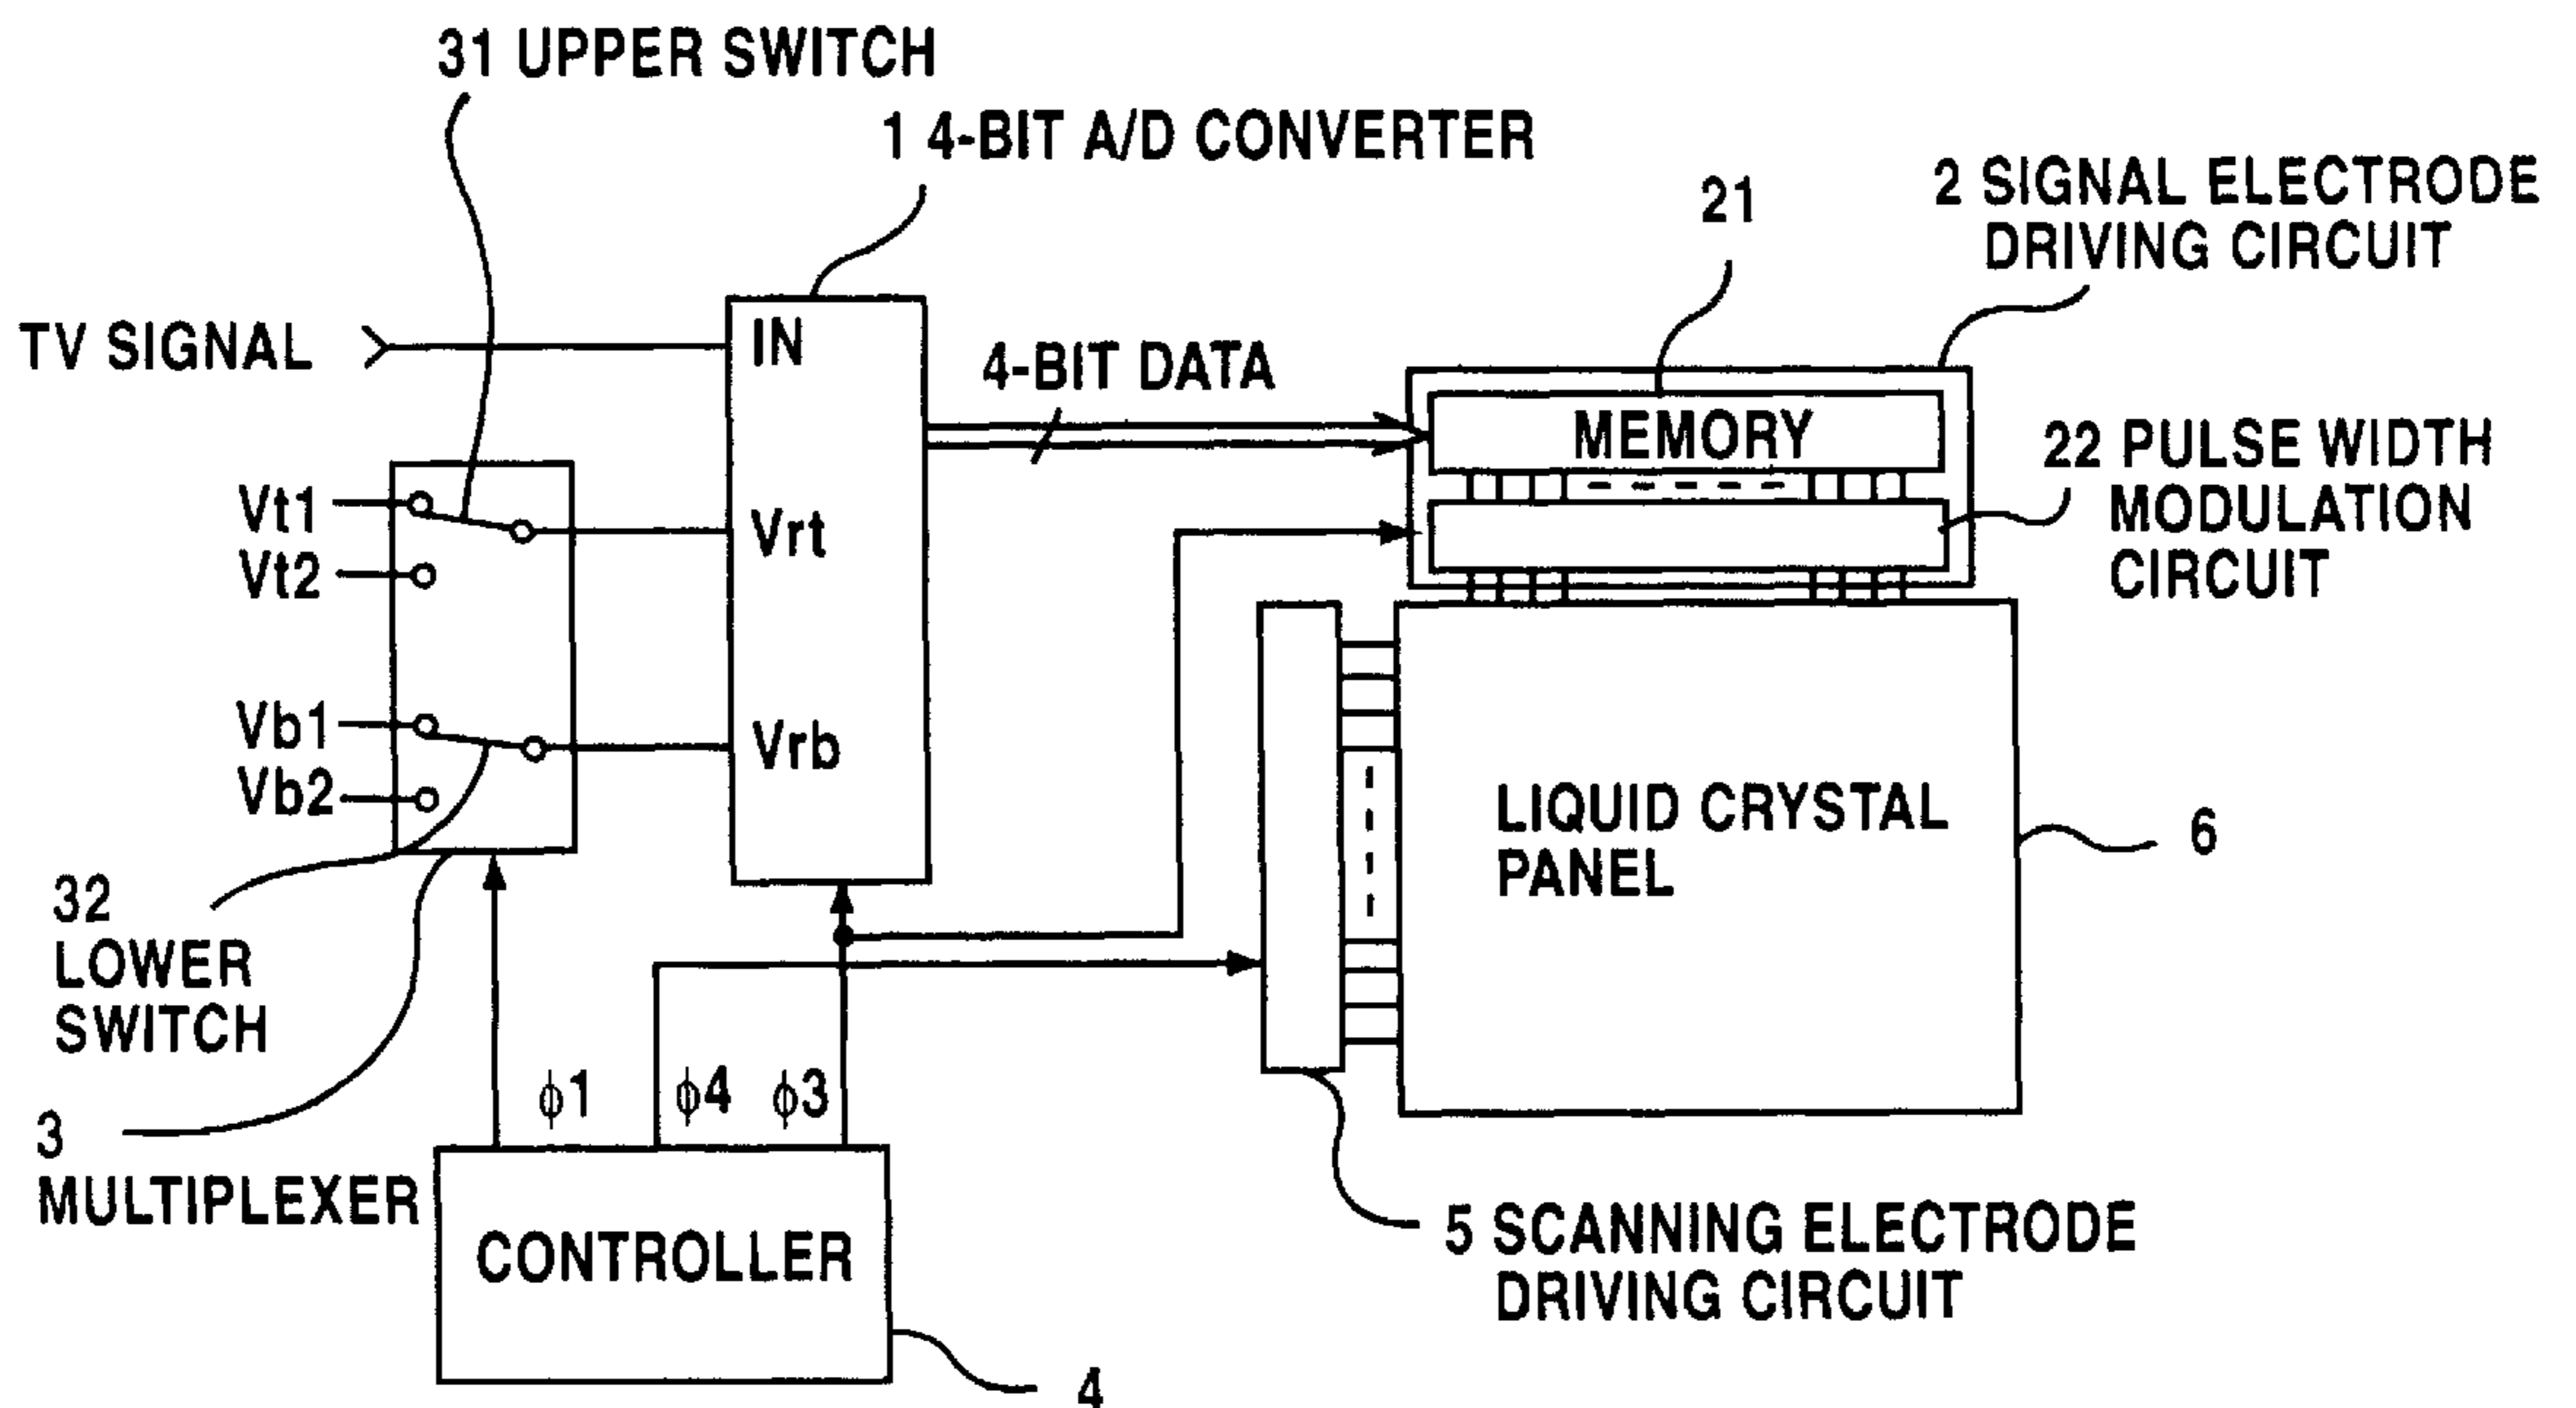 31 UPPER SWITCH
1 4-BIT A/D CONVERTER
21
2 SIGNAL ELECTRODE
DRIVING CIRCUIT
TV SIGNAL
IN
4-BIT DATA
MEMORY
22 PULSE WIDTH
MODULATION
CIRCUIT
Vt1
Vt2
Vrt
Vb1
Vb2
Vrb
LIQUID CRYSTAL
PANEL
6
32
LOWER
SWITCH
ϕ1
ϕ4
ϕ3
3
MULTIPLEXER
CONTROLLER
5 SCANNING ELECTRODE
DRIVING CIRCUIT
4